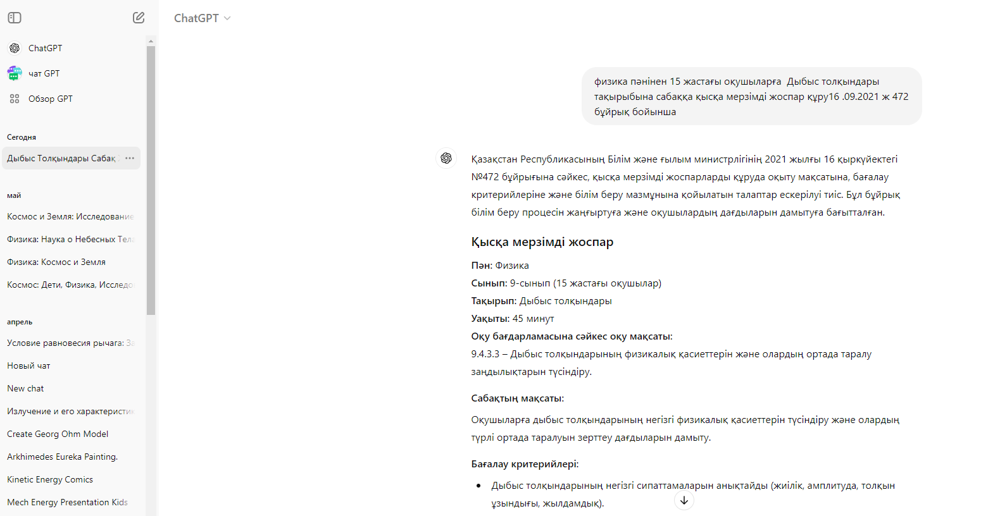 ChatGPT
чат GPT
Обзор GPT
Сегодня
Дыбыс Толқындары Сабақ
май
Космос и Земля: Исследование
Физика: Наука о Небесных Тела
Физика: Космос и Земля
Космос: Дети, Физика, Исследо
апрель
Условие равновесия рычага: За
Новый чат
New chat
Излучение и его характеристик
Create Georg Ohm Model
Arkhimedes Eureka Painting.
Kinetic Energy Comics
Mech Energy Presentation Kids
ChatGPT
физика пәнінен 15 жастағы оқушыларға  Дыбыс толқындары
тақырыбына сабаққа қысқа мерзімді жоспар құру16 .09.2021 ж 472
бұйрық бойынша
Қазақстан Республикасының Білім және ғылым министрлігінің 2021 жылғы 16 қыркүйектегі
№472 бұйрығына сәйкес, қысқа мерзімді жоспарларды құруда оқыту мақсатына, бағалау
критерийлеріне және білім беру мазмұнына қойылатын талаптар ескерілуі тиіс. Бұл бұйрық
білім беру процесін жаңғыртуға және оқушылардың дағдыларын дамытуға бағытталған.
Қысқа мерзімді жоспар
Пән: Физика
Сынып: 9-сынып (15 жастағы оқушылар)
Тақырып: Дыбыс толқындары
Уақыты: 45 минут
Оқу бағдарламасына сәйкес оқу мақсаты:
9.4.3.3 – Дыбыс толқындарының физикалық қасиеттерін және олардың ортада таралу
заңдылықтарын түсіндіру.
Сабақтың мақсаты:
Оқушыларға дыбыс толқындарының негізгі физикалық қасиеттерін түсіндіру және олардың
түрлі ортада таралуын зерттеу дағдыларын дамыту.
Бағалау критерийлері:
• Дыбыс толқындарының негізгі сипаттамаларын анықтайды (жиілік, амплитуда, толқын
ұзындығы, жылдамдық).